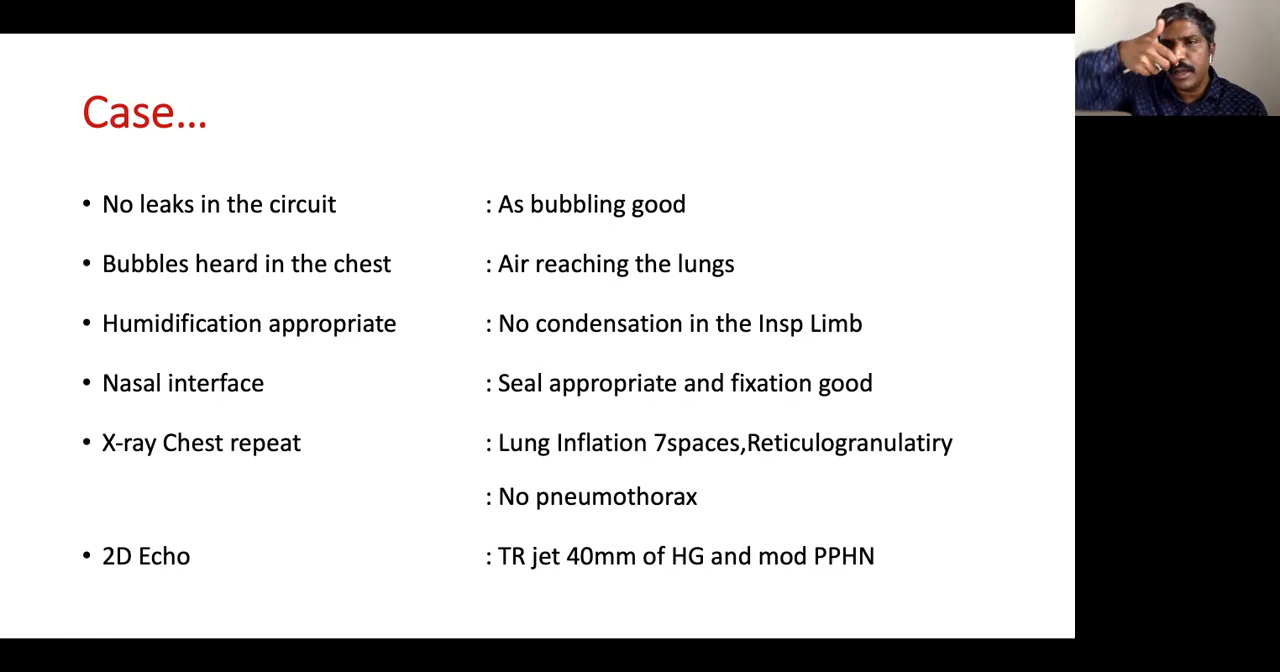 Case...
• No leaks in the circuit : As bubbling good
• Bubbles heard in the chest : Air reaching the lungs
• Humidification appropriate : No condensation in the Insp Limb
• Nasal interface : Seal appropriate and fixation good
• X-ray Chest repeat : Lung Inflation 7spaces,Reticulogranulatiry
: No pneumothorax
• 2D Echo : TR jet 40mm of HG and mod PPHN